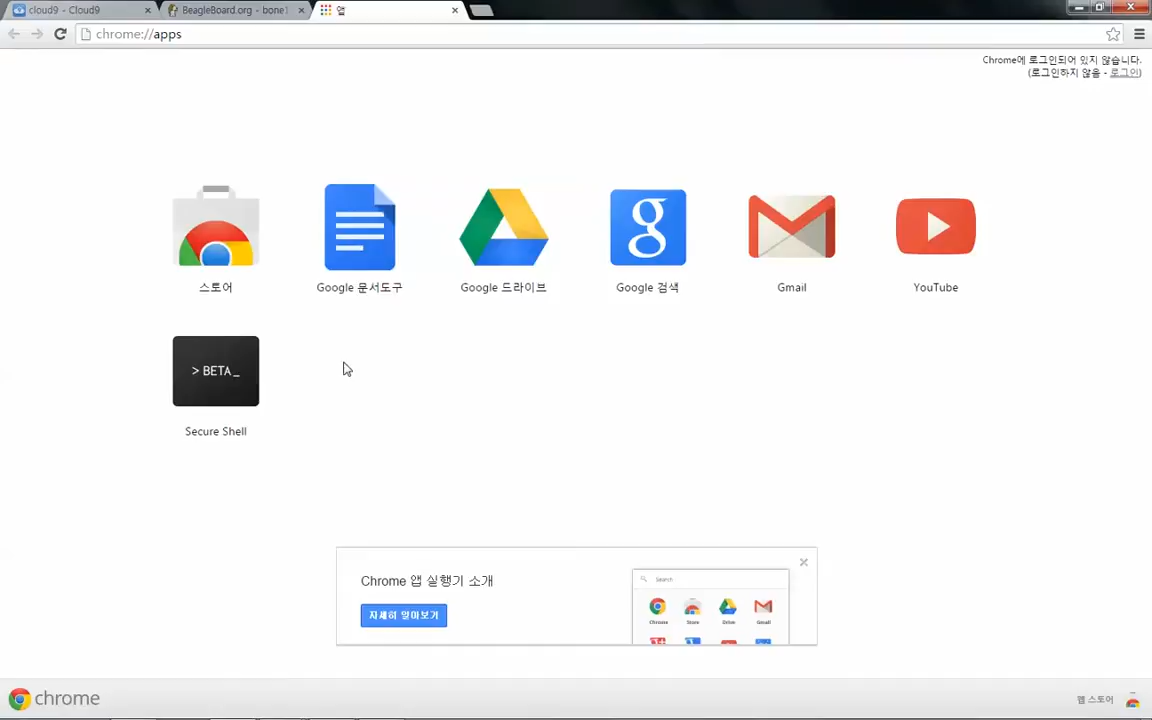 cloud9 - Cloud9
BeagleBoard.org - bone1
앱
chrome://apps
Chrome에 로그인되어 있지 않습니다.
(로그인하지 않음 - 로그인)
스토어
Google 문서도구
Google 드라이브
g
Google 검색
Gmail
YouTube
> BETA_
Secure Shell
Chrome 앱 실행기 소개
자세히 알아보기
Search
Chrome
Store
Drive
Gmail
chrome
웹 스토어